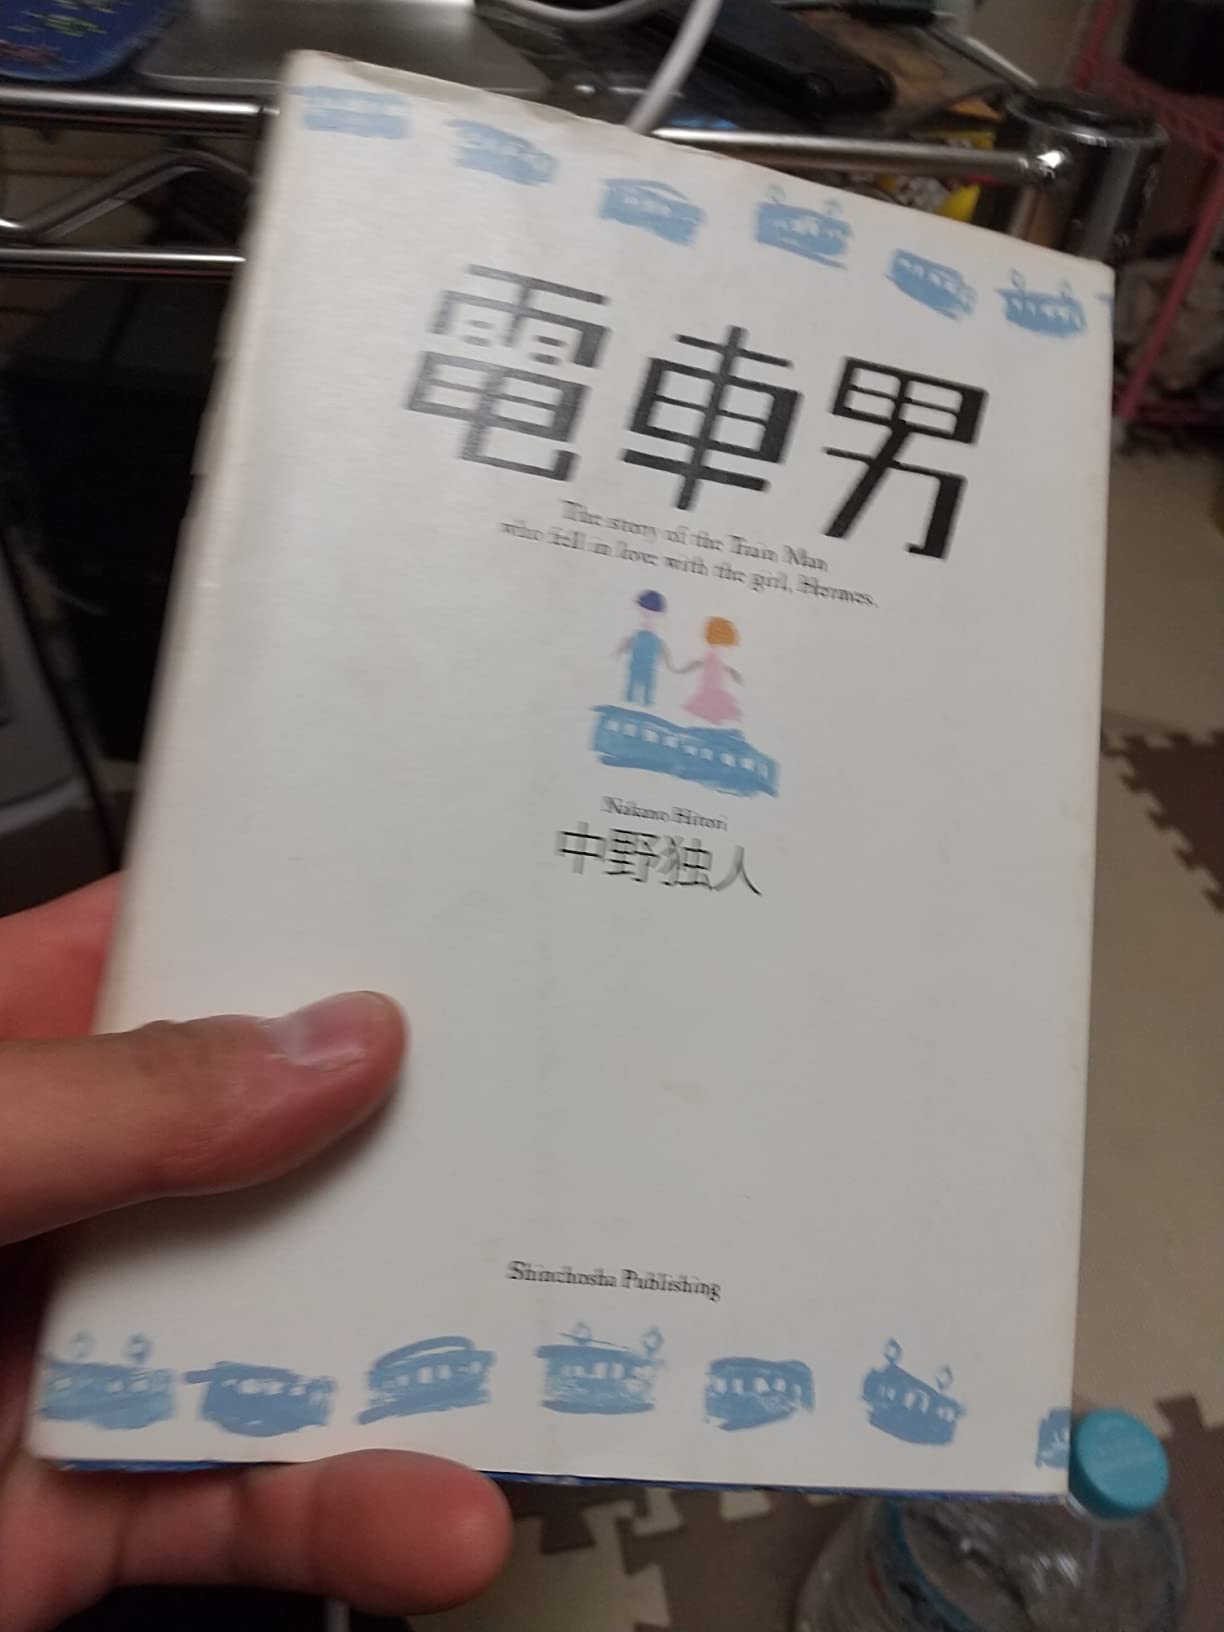 電車男
The story of the Train Man
who fell in love with the girl, Hermes.
Nakano Hitori
中野独人
Shinchosha Publishing